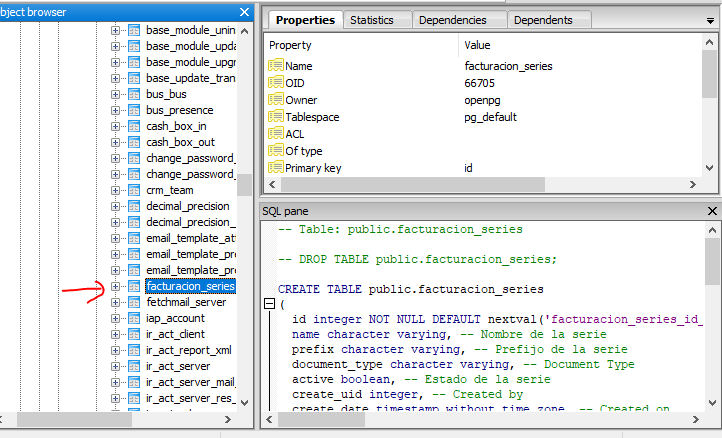 bject browser
base_module_unin
base_module_upda
base_module_upgr
base_update_tran
bus_bus
bus_presence
cash_box_in
cash_box_out
change_password_
change_password_
crm_team
decimal_precision
decimal_precision_
email_template_att
email_template_pre
email_template_pre
facturacion_series
fetchmail_server
iap_account
ir_act_client
ir_act_report_xml
ir_act_server
ir_act_server_mail_
ir_act_server_res_
Properties Statistics Dependencies Dependents
Property Value
Name facturacion_series
OID 66705
Owner openpg
Tablespace pg_default
ACL
Of type
Primary key id
SQL pane
-- Table: public.facturacion_series
-- DROP TABLE public.facturacion_series;
CREATE TABLE public.facturacion_series
(
id integer NOT NULL DEFAULT nextval('facturacion_series_id_
name character varying, -- Nombre de la serie
prefix character varying, -- Prefijo de la serie
document_type character varying, -- Document Type
active boolean, -- Estado de la serie
create_uid integer, -- Created by
create_date timestamp without time zone, -- Created on